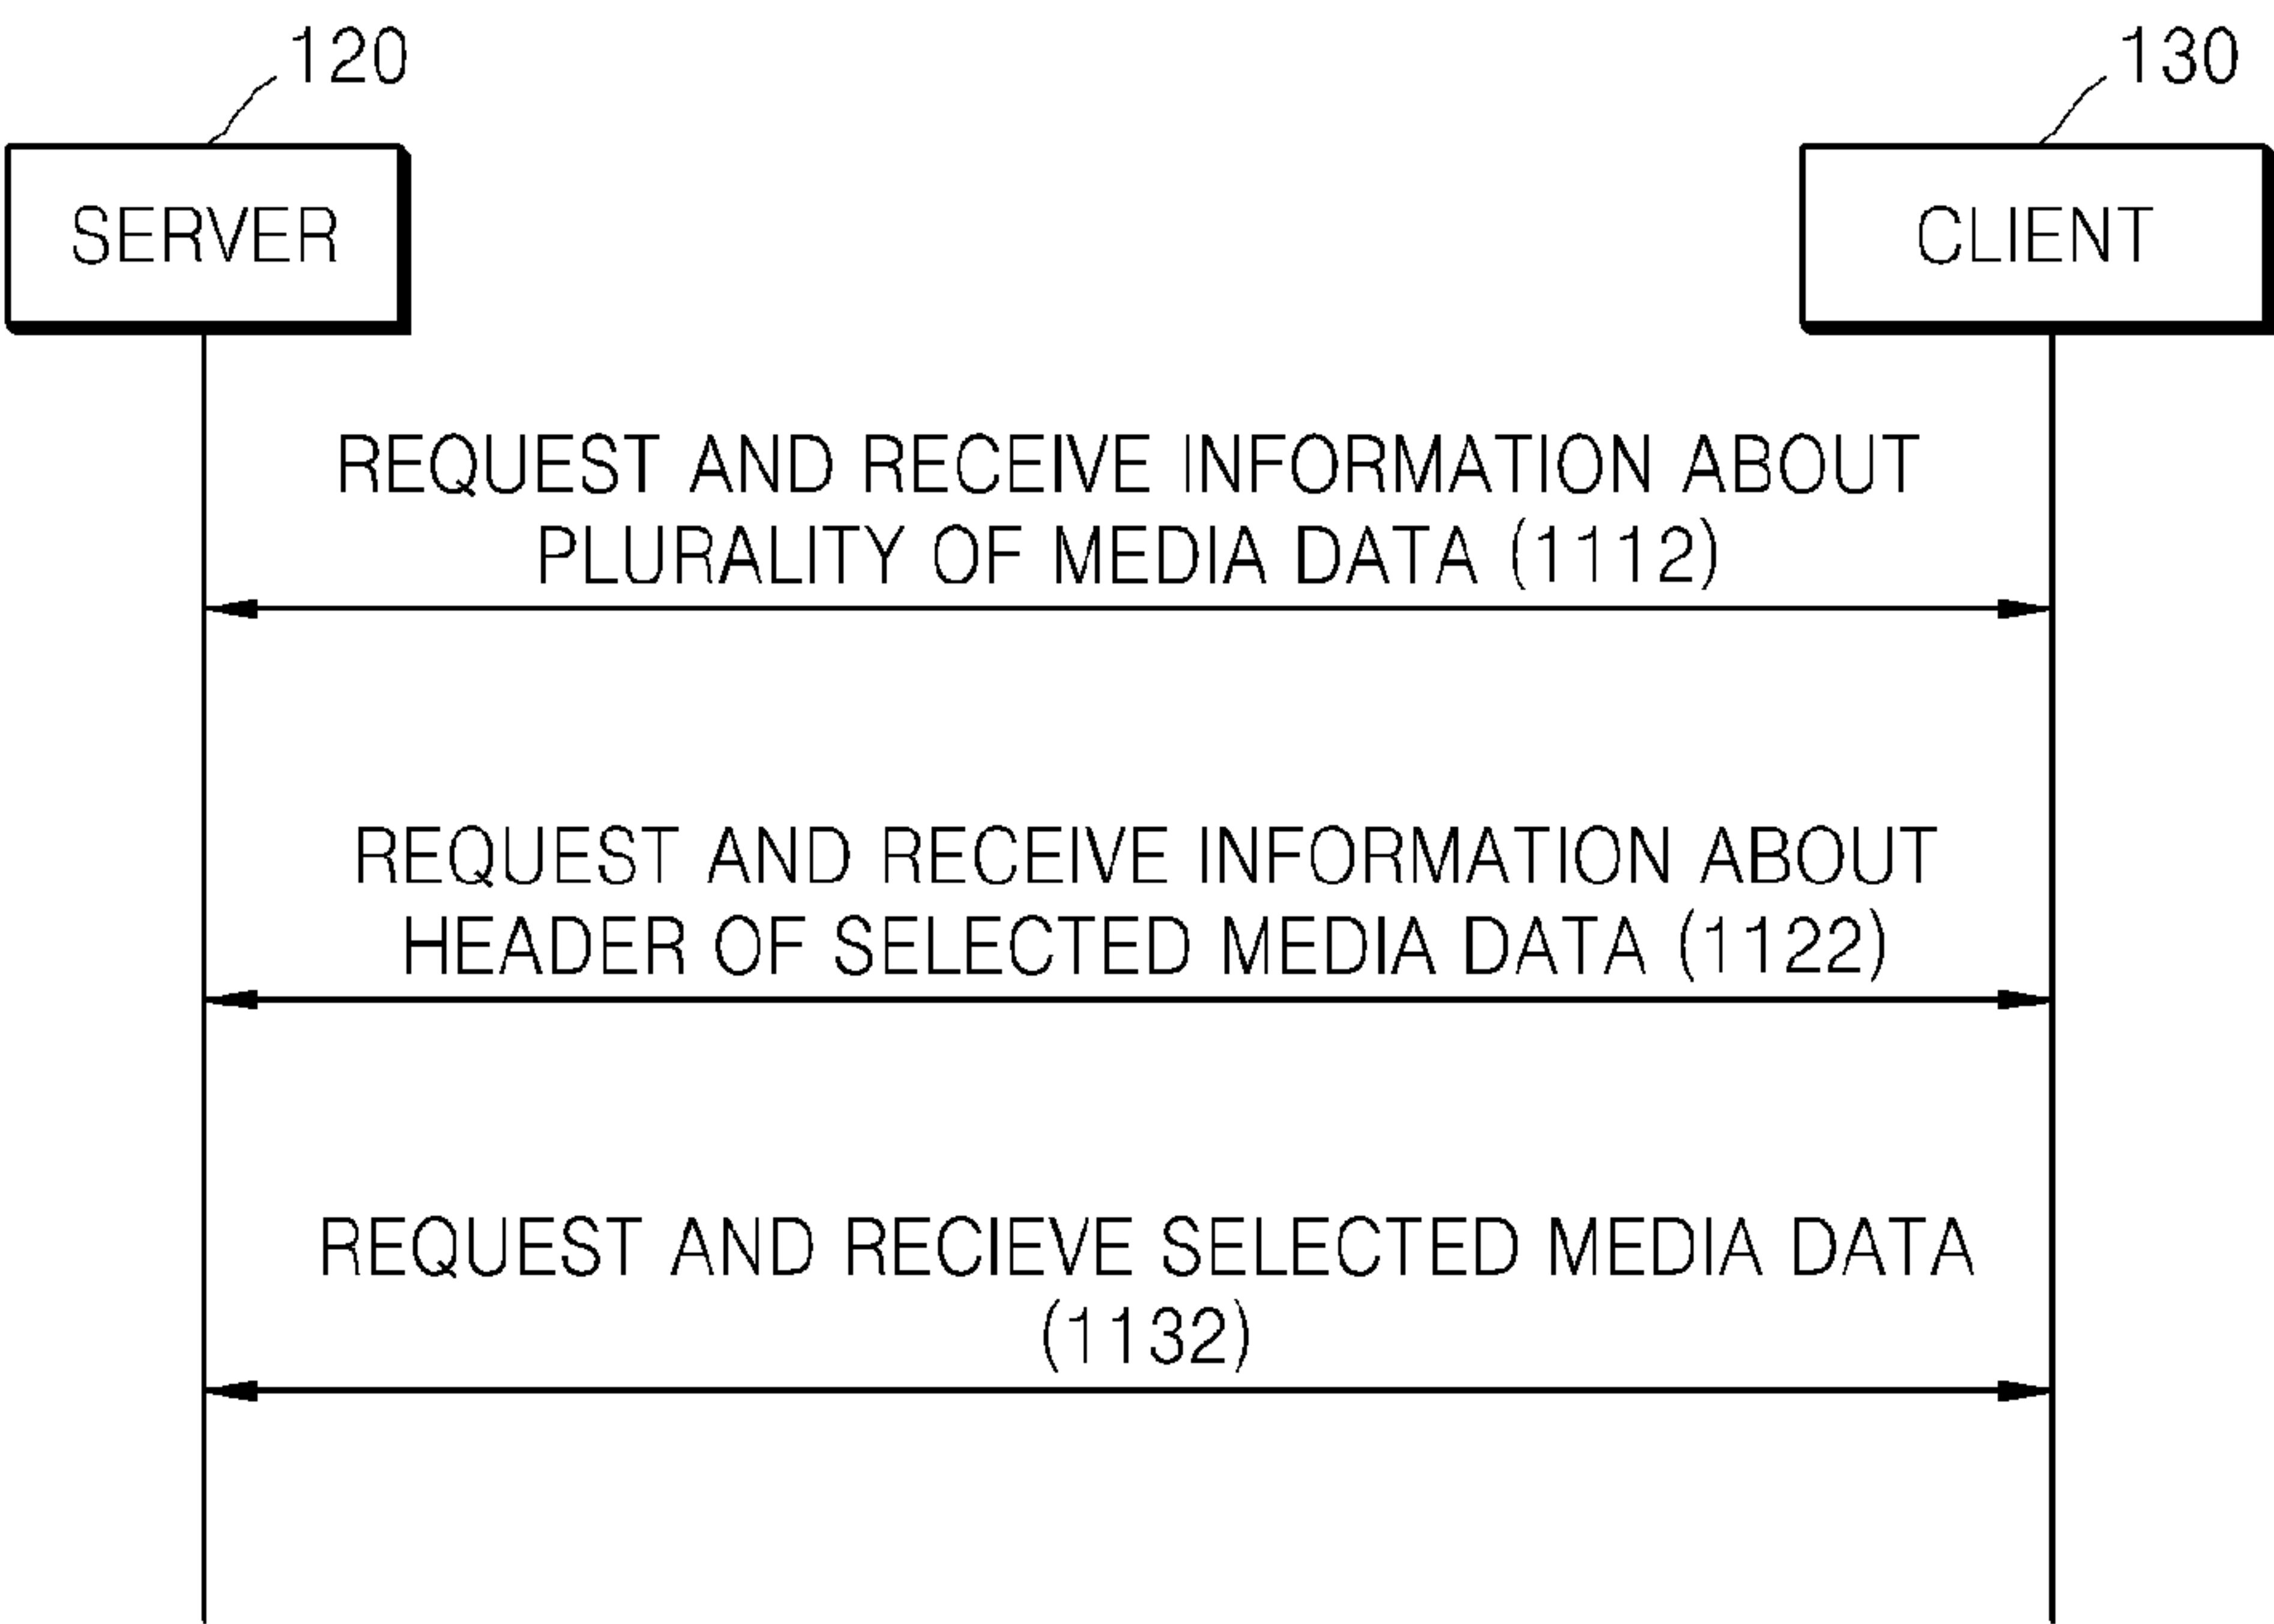 120
130
SERVER
CLIENT
REQUEST AND RECEIVE INFORMATION ABOUT
PLURALITY OF MEDIA DATA (1112)
REQUEST AND RECEIVE INFORMATION ABOUT
HEADER OF SELECTED MEDIA DATA (1122)
REQUEST AND RECIEVE SELECTED MEDIA DATA
(1132)